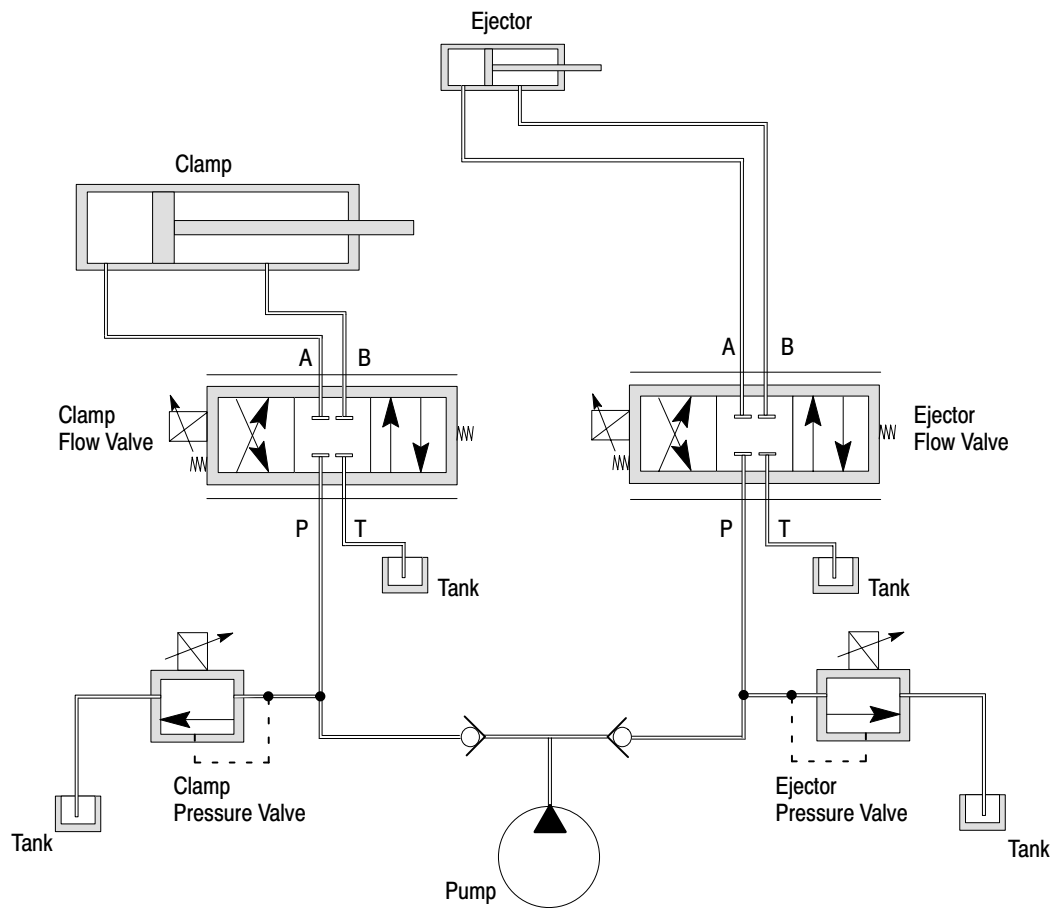 Ejector
Clamp
A
B
A
B
Clamp
Flow Valve
Ejector
Flow Valve
P
T
P
T
Tank
Tank
Clamp
Pressure Valve
Ejector
Pressure Valve
Tank
Tank
Pump